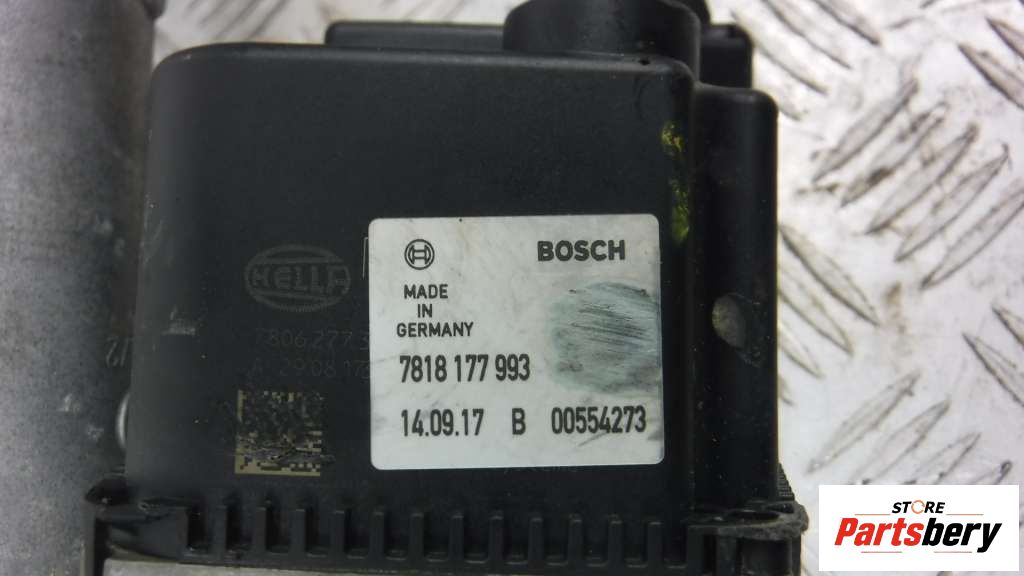 BOSCH
MADE
IN
GERMANY
7818 177 993
14.09.17 B 00554273
HELLA
STORE
Partsbery